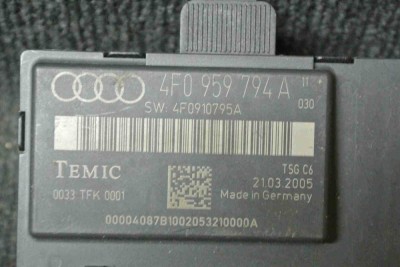 4F0 959 794 A 11
SW: 4F0910795A 030
TEMIC TSG C6
21.03.2005
0033 TFK 0001 Made in Germany
00004087B1002053210000A